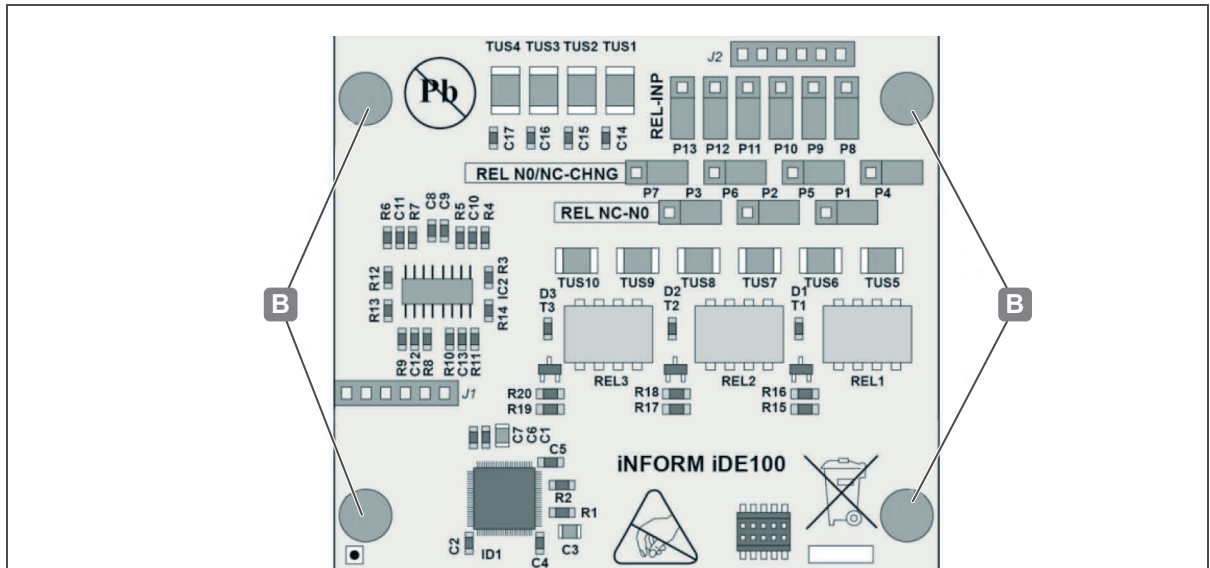 TUS4 TUS3 TUS2 TUS1
J2
Pb
REL-INP
C17 C16 C15 C14
P13 P12 P11 P10 P9 P8
REL N0/NC-CHNG
P7 P3 P6 P2 P5 P1 P4
REL NC-N0
R6 C11 R7 C8 C9 R5 C10 R4
TUS10 TUS9 TUS8 TUS7 TUS6 TUS5
R12 R3
IC2
D3 D2 D1
T3 T2 T1
R13 R14
B B
R9 C12 R8 R10 C13 R11
REL3 REL2 REL1
J1
R20 R18 R16
R19 R17 R15
C7 C6 C1
C5
iNFORM iDE100
R2
R1
C2 C3
ID1 C4